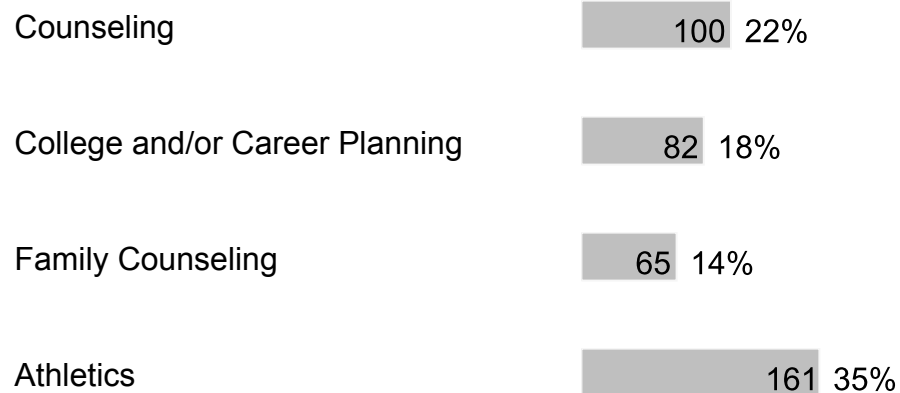 Counseling 100 22%
College and/or Career Planning 82 18%
Family Counseling 65 14%
Athletics 161 35%